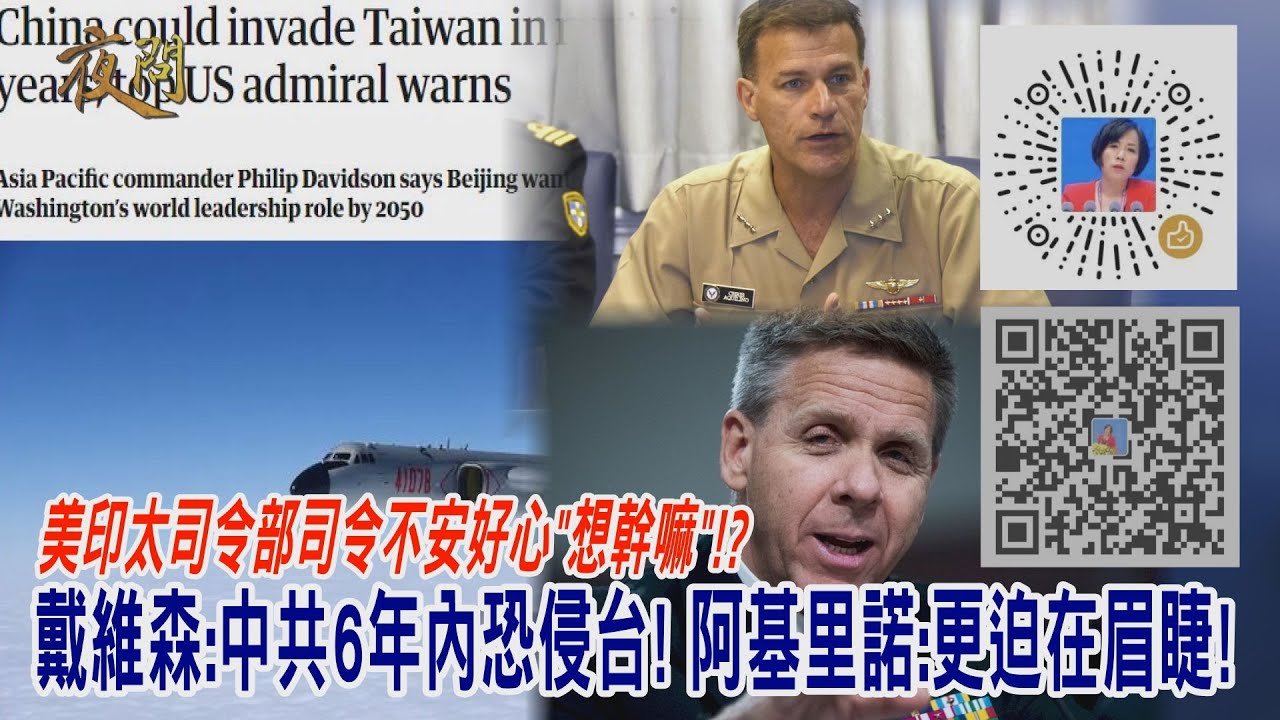 China could invade Taiwan in
years, top US admiral warns
夜問
Asia Pacific commander Philip Davidson says Beijing wan
Washington's world leadership role by 2050
CHRIS
AQUILINO
41078
美印太司令部司令不安好心"想幹嘛"!?
戴維森:中共6年內恐侵台! 阿基里諾:更迫在眉睫!